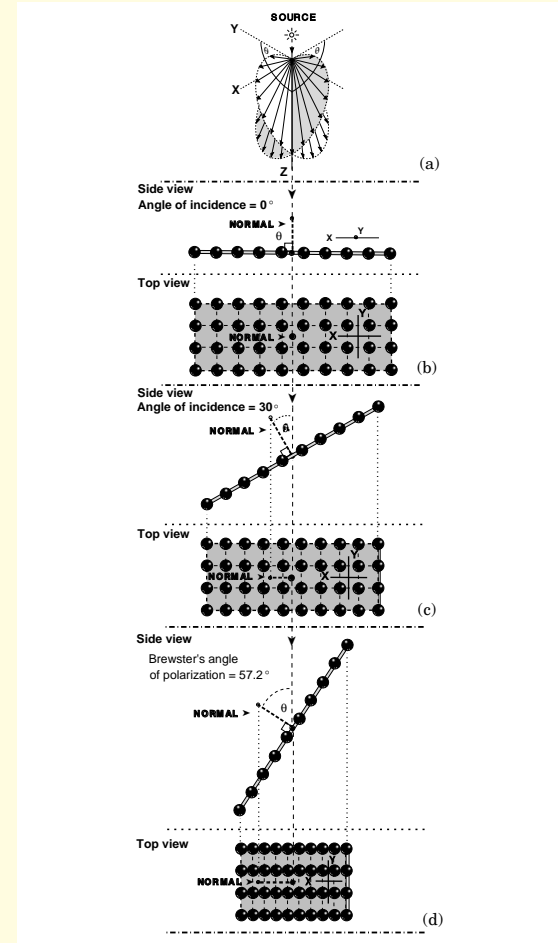 SOURCE
Y
θ
θ
X
Z
(a)
Side view
Angle of incidence = 0°
NORMAL
θ
X
Y
Top view
Y
NORMAL
X
(b)
Side view
Angle of incidence = 30°
NORMAL
θ
Top view
Y
NORMAL
X
(c)
Side view
Brewster's angle
of polarization = 57.2°
NORMAL
θ
Top view
Y
NORMAL
X
(d)